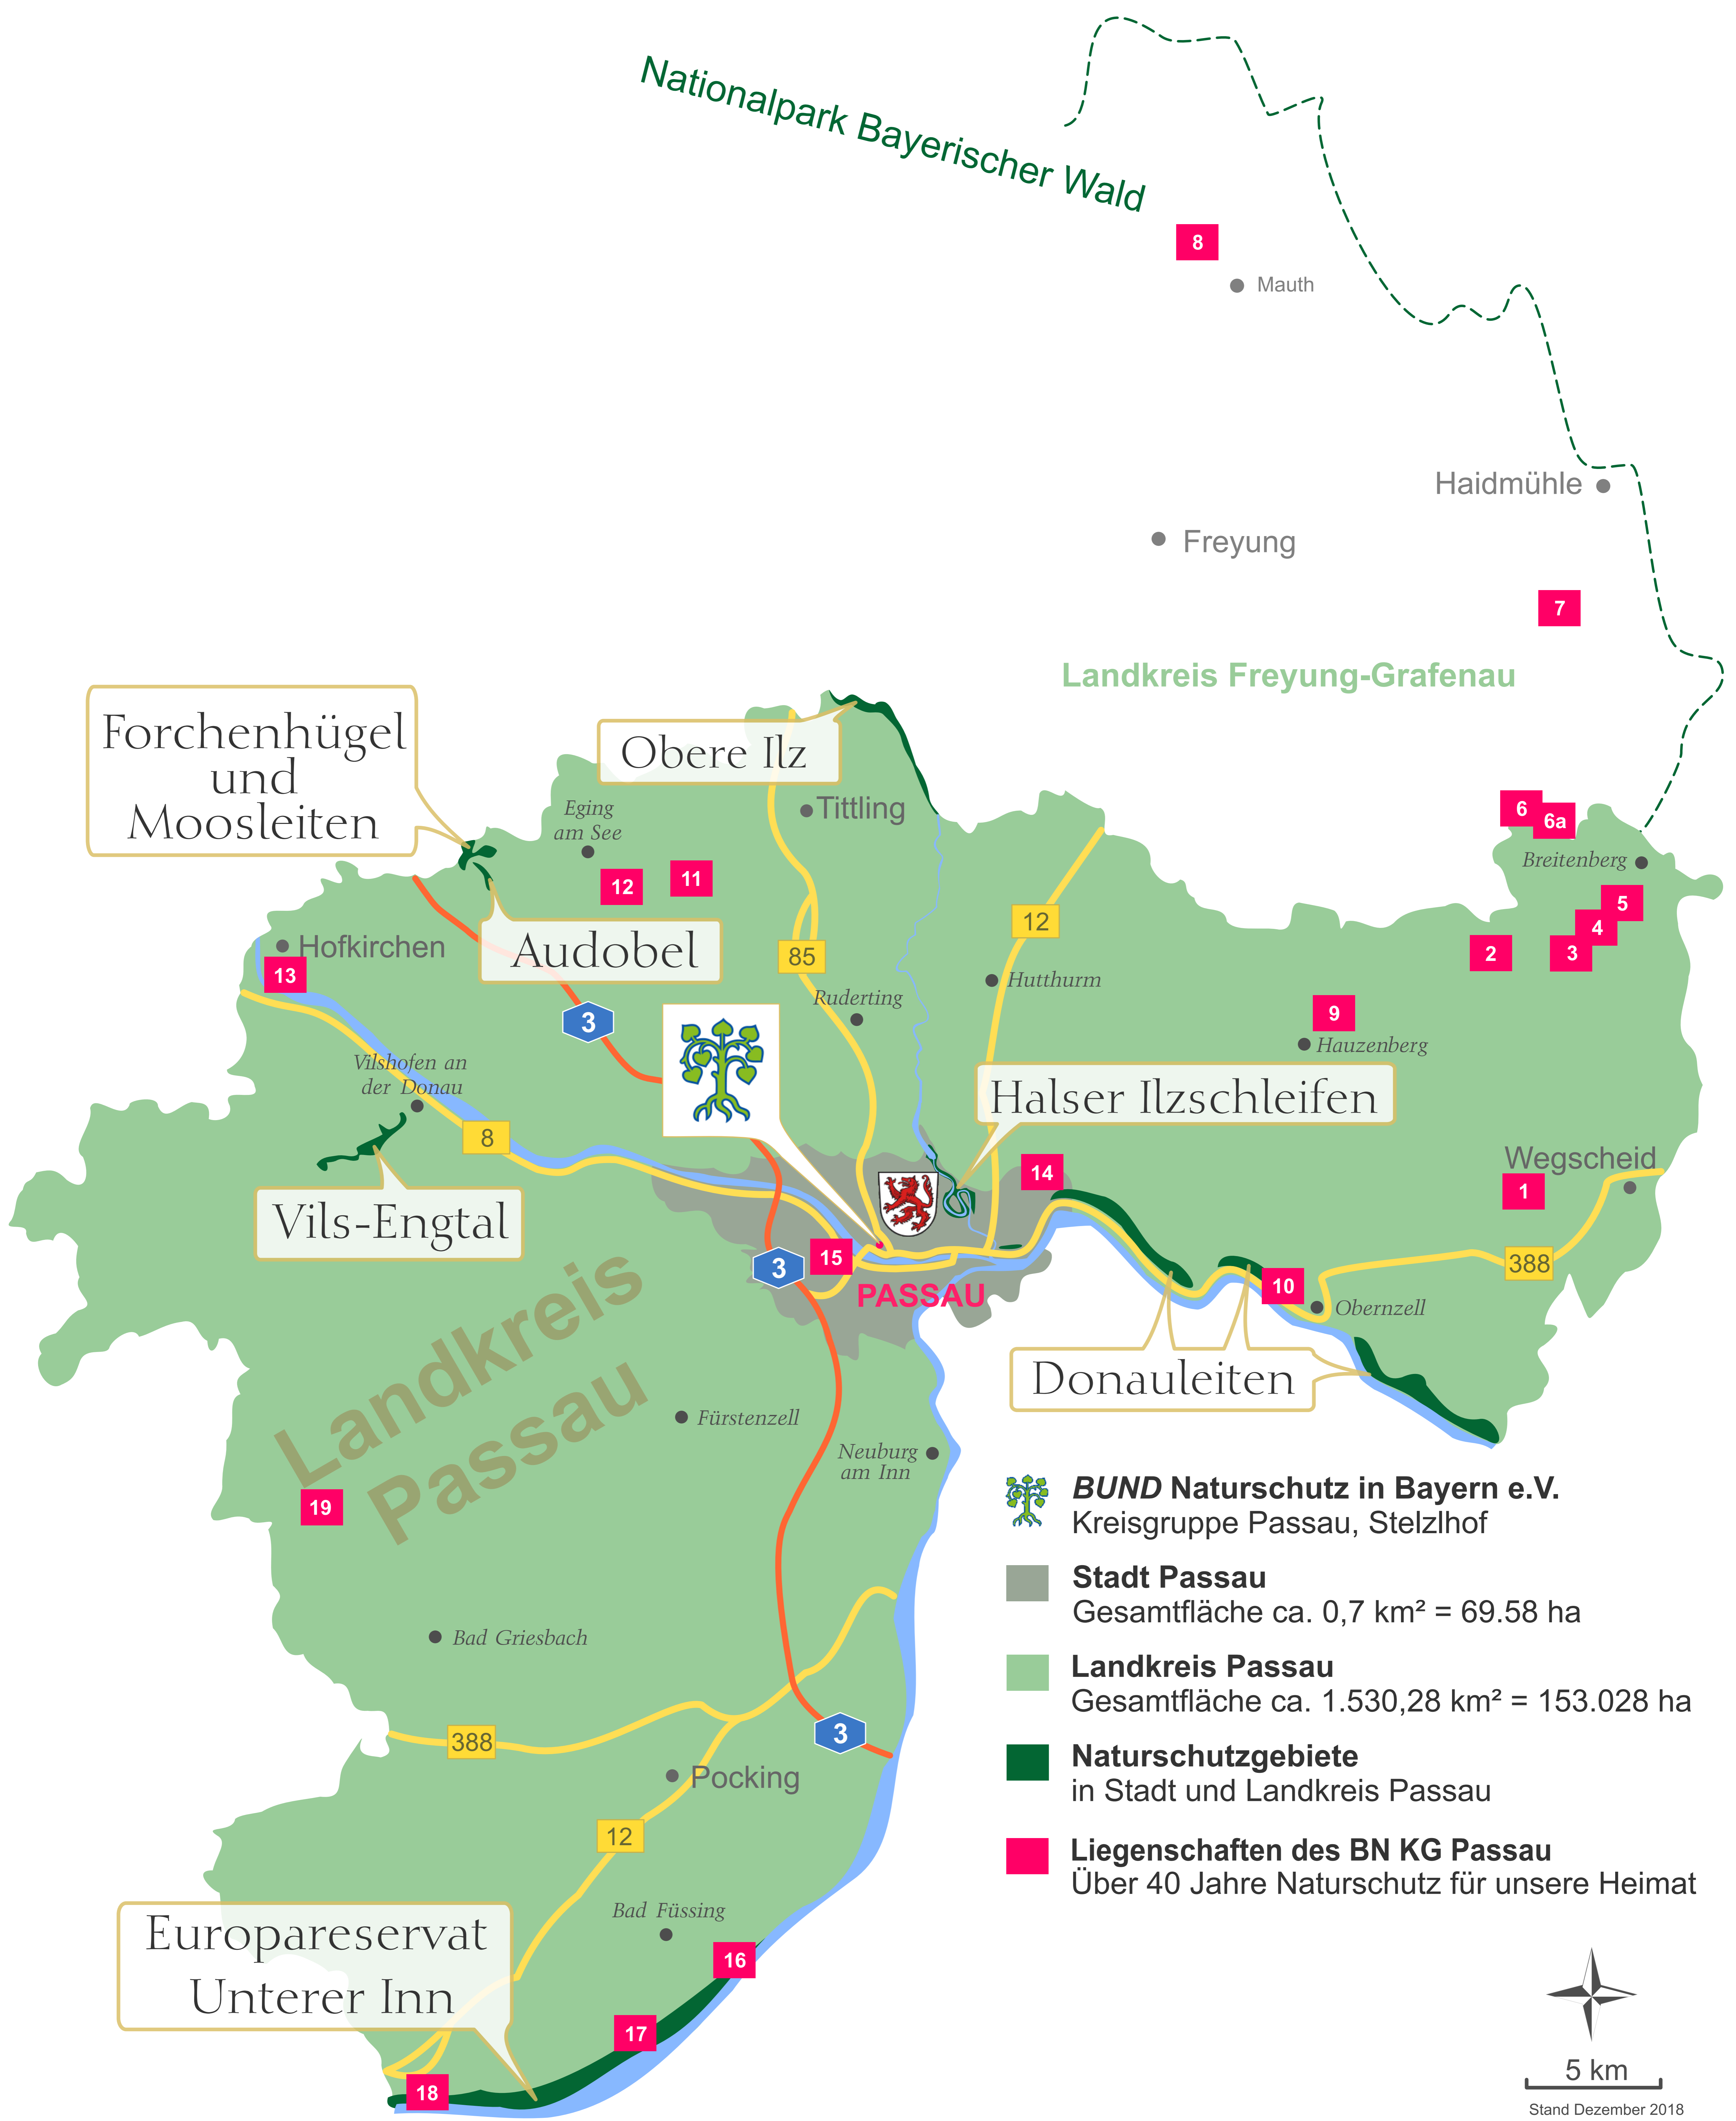 Nationalpark Bayerischer Wald
8
Mauth
Haidmühle
Freyung
7
Landkreis Freyung-Grafenau
Forchenhügel
und
Moosleiten
Obere Ilz
Eging
am See
Tittling
6
6a
Breitenberg
12
11
5
4
3
2
12
Audobel
Hofkirchen
13
85
Hutthurm
Ruderting
3
9
Hauzenberg
Vilshofen an
der Donau
8
Halser Ilzschleifen
Vils-Engtal
14
Wegscheid
1
388
15
3
PASSAU
10
Obernzell
Donauleiten
Landkreis
Passau
Fürstenzell
Neuburg
am Inn
19
Bad Griesbach
388
3
Pocking
12
Bad Füssing
Europareservat
Unterer Inn
16
17
18
BUND Naturschutz in Bayern e.V.
Kreisgruppe Passau, Stelzlhof
Stadt Passau
Gesamtfläche ca. 0,7 km² = 69.58 ha
Landkreis Passau
Gesamtfläche ca. 1.530,28 km² = 153.028 ha
Naturschutzgebiete
in Stadt und Landkreis Passau
Liegenschaften des BN KG Passau
Über 40 Jahre Naturschutz für unsere Heimat
5 km
Stand Dezember 2018